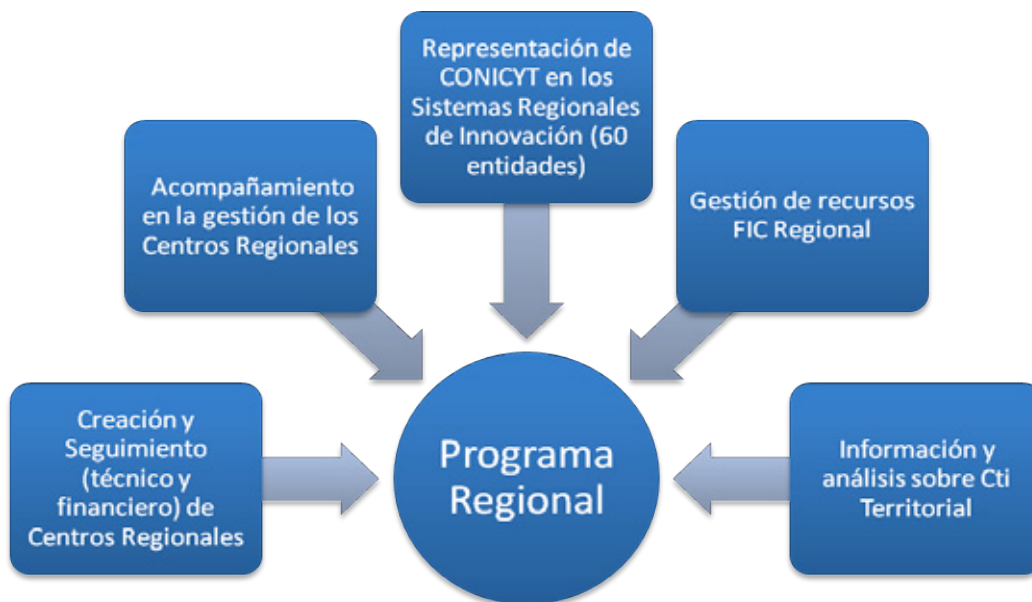 Representación de
CONICYT en los
Sistemas Regionales
de Innovación (60
entidades)
Acompañamiento
en la gestión de los
Centros Regionales
Gestión de recursos
FIC Regional
Creación y
Seguimiento
(técnico y
financiero) de
Centros Regionales
Programa
Regional
Información y
análisis sobre Cti
Territorial